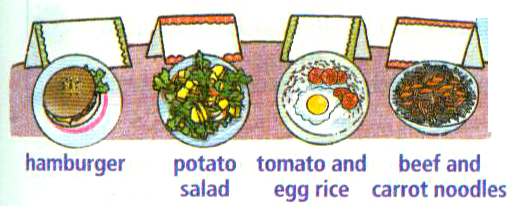 hamburger
potato
salad
tomato and
egg rice
beef and
carrot noodles